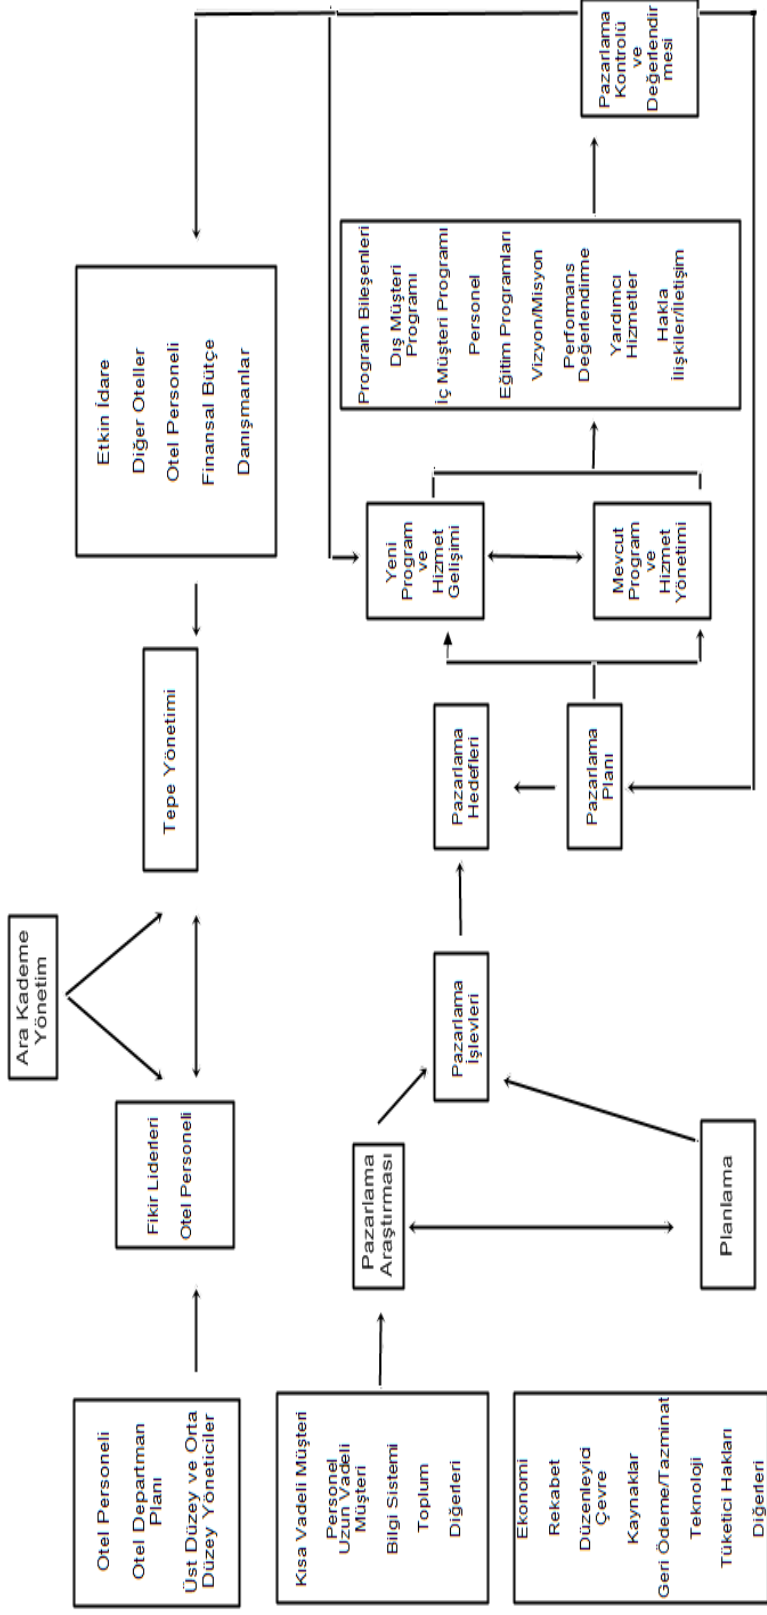 Ara Kademe
Yönetim
Otel Personeli
Otel Departman
Planı
Üst Düzey ve Orta
Düzey Yöneticiler
Fikir Liderleri
Otel Personeli
Tepe Yönetimi
Etkin İdare
Diğer Oteller
Otel Personeli
Finansal Bütçe
Danışmanlar
Kısa Vadeli Müşteri
Personel
Uzun Vadeli
Müşteri
Bilgi Sistemi
Toplum
Diğerleri
Pazarlama
Araştırması
Pazarlama
İşlevleri
Pazarlama
Hedefleri
Yeni
Program
ve
Hizmet
Gelişimi
Program Bileşenleri
Dış Müşteri
Programı
İç Müşteri Programı
Personel
Eğitim Programları
Vizyon/Misyon
Performans
Değerlendirme
Yardımcı
Hizmetler
Hakla
İlişkiler/İletişim
Pazarlama
Kontrolü
ve
Değerlendir
mesi
Ekonomi
Rekabet
Düzenleyici
Çevre
Kaynaklar
Geri Ödeme/Tazminat
Teknoloji
Tüketici Hakları
Diğerleri
Planlama
Pazarlama
Planı
Mevcut
Program
ve
Hizmet
Yönetimi